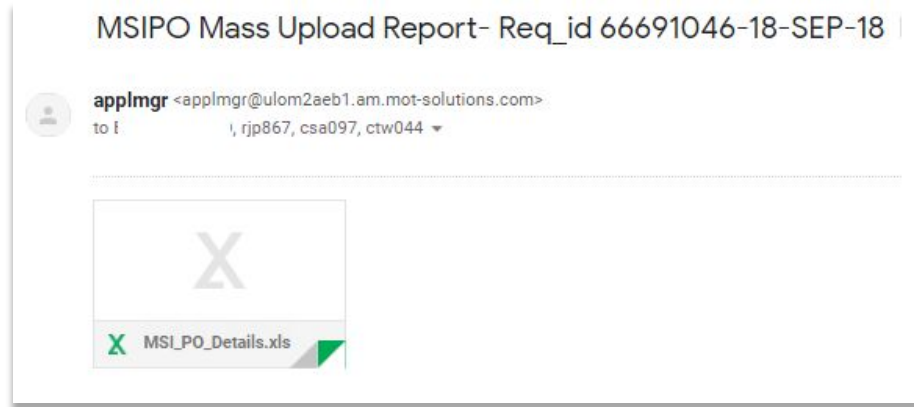 MSIPO Mass Upload Report- Req_id 66691046-18-SEP-18
applmgr <applmgr@ulom2aeb1.am.mot-solutions.com>
to rjp867, csa097, ctw044
X
X MSI_PO_Details.xls